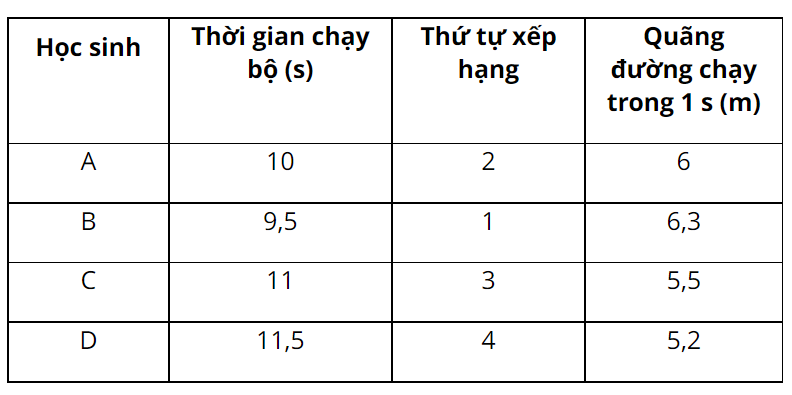 Học sinh
Thời gian chạy
bộ (s)
Thứ tự xếp
hạng
Quãng
đường chạy
trong 1 s (m)
A 10 2 6
B 9,5 1 6,3
C 11 3 5,5
D 11,5 4 5,2